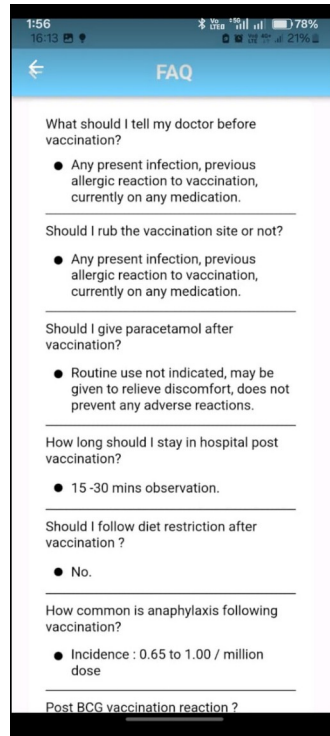 1:56
78%
16:13
21%
FAQ
What should I tell my doctor before
vaccination?
● Any present infection, previous
allergic reaction to vaccination,
currently on any medication.
Should I rub the vaccination site or not?
● Any present infection, previous
allergic reaction to vaccination,
currently on any medication.
Should I give paracetamol after
vaccination?
● Routine use not indicated, may be
given to relieve discomfort, does not
prevent any adverse reactions.
How long should I stay in hospital post
vaccination?
● 15 -30 mins observation.
Should I follow diet restriction after
vaccination ?
● No.
How common is anaphylaxis following
vaccination?
● Incidence : 0.65 to 1.00 / million
dose
Post BCG vaccination reaction ?